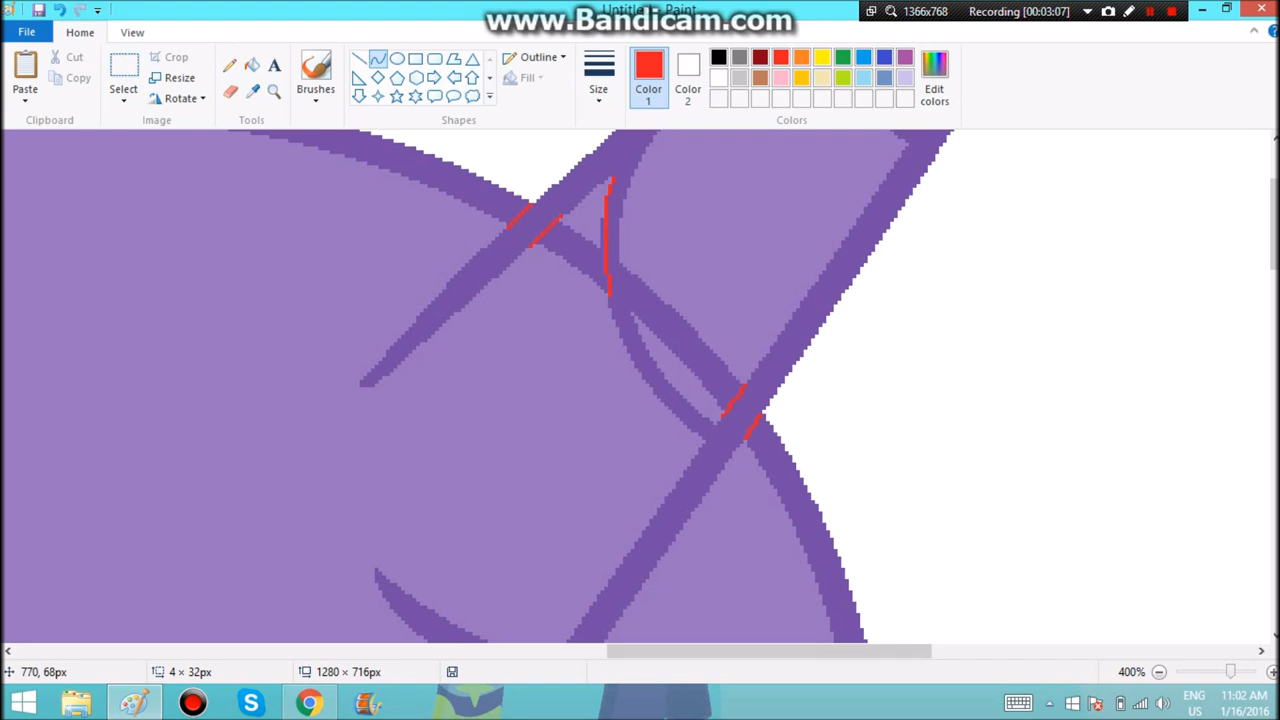 Untitled - Paint
www.Bandicam.com
1366x768 Recording [00:03:07]
File Home View
Paste
Cut
Copy
Clipboard
Select
Crop
Resize
Rotate
Image
A
Tools
Brushes
Outline
Fill
Shapes
Size
Color 1
Color 2
Edit colors
Colors
770, 68px
4 × 32px
1280 × 716px
400%
ENG
US
11:02 AM
1/16/2016